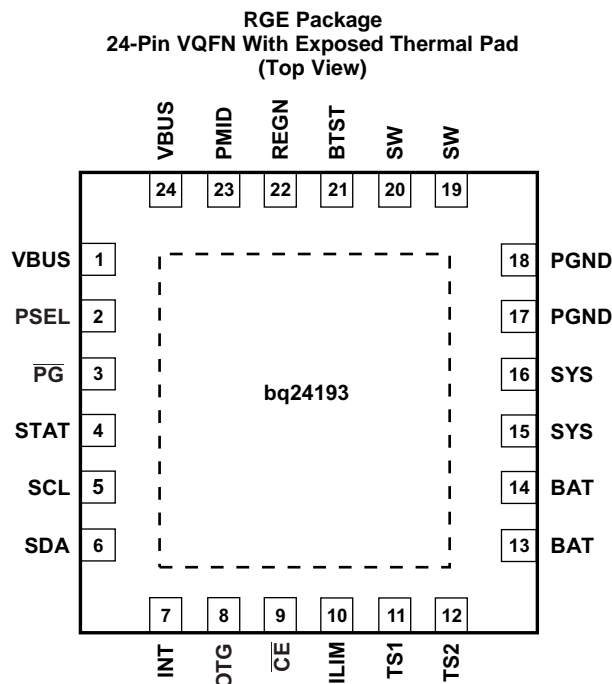 RGE Package
24-Pin VQFN With Exposed Thermal Pad
(Top View)
VBUS
PMID
REGN
BTST
SW
SW
24
23
22
21
20
19
VBUS 1
18 PGND
PSEL 2
17 PGND
PG 3
16 SYS
bq24193
STAT 4
15 SYS
SCL 5
14 BAT
SDA 6
13 BAT
7
8
9
10
11
12
INT
OTG
CE
ILIM
TS1
TS2